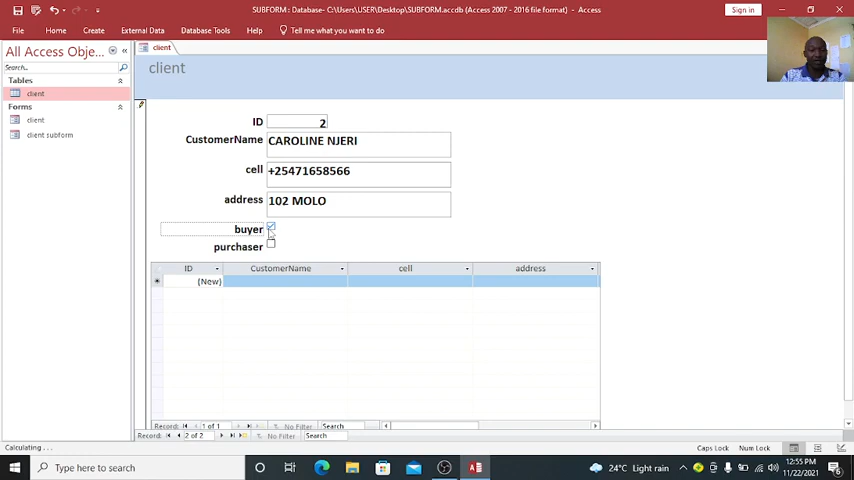 SUBFORM : Database- C:\Users\USER\Desktop\SUBFORM.accdb (Access 2007 - 2016 file format) - Access
Sign in
File Home Create External Data Database Tools Help Tell me what you want to do
All Access Obje...
Search...
Tables
client
Forms
client
client subform
client
client
ID 2
CustomerName CAROLINE NJERI
cell +25471658566
address 102 MOLO
buyer
purchaser
ID CustomerName cell address
(New)
Record: 1 of 1 No Filter Search
Record: 2 of 2 No Filter Search
Calculating ...
Caps Lock Num Lock
Type here to search
24°C Light rain
12:55 PM
11/22/2021
6